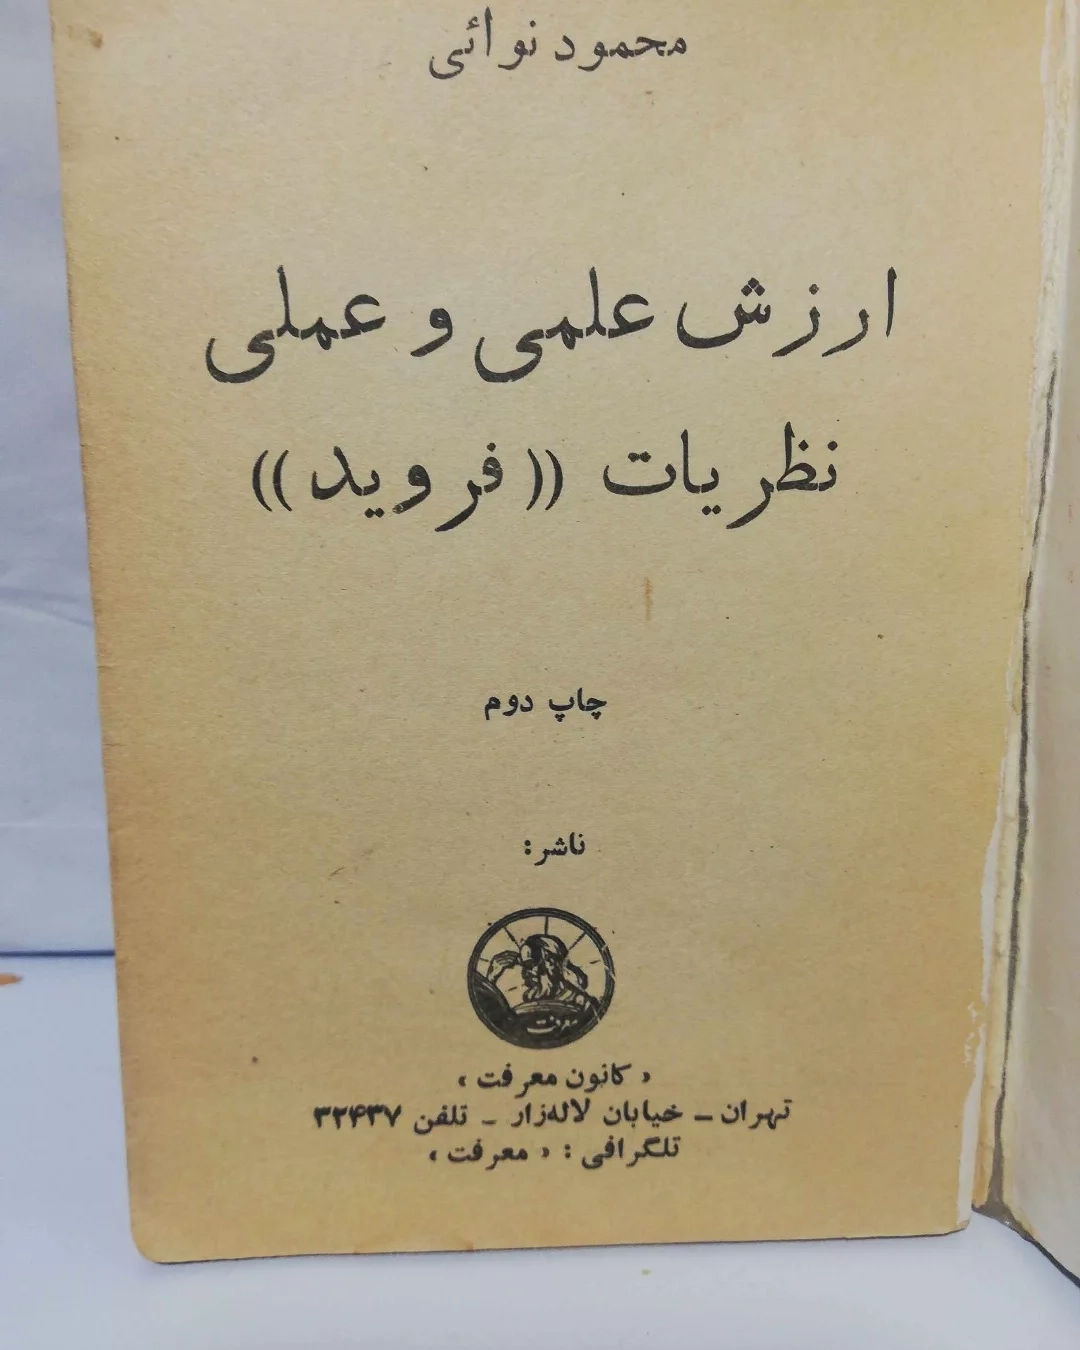 محمود نوائی
ارزش علمی و عملی
نظریات ((فروید))
چاپ دوم
ناشر:
معرفت
«کانون معرفت»
تهران ـ خیابان لاله‌زار ـ تلفن ۳۲۴۳۷
تلگرافی: «معرفت»